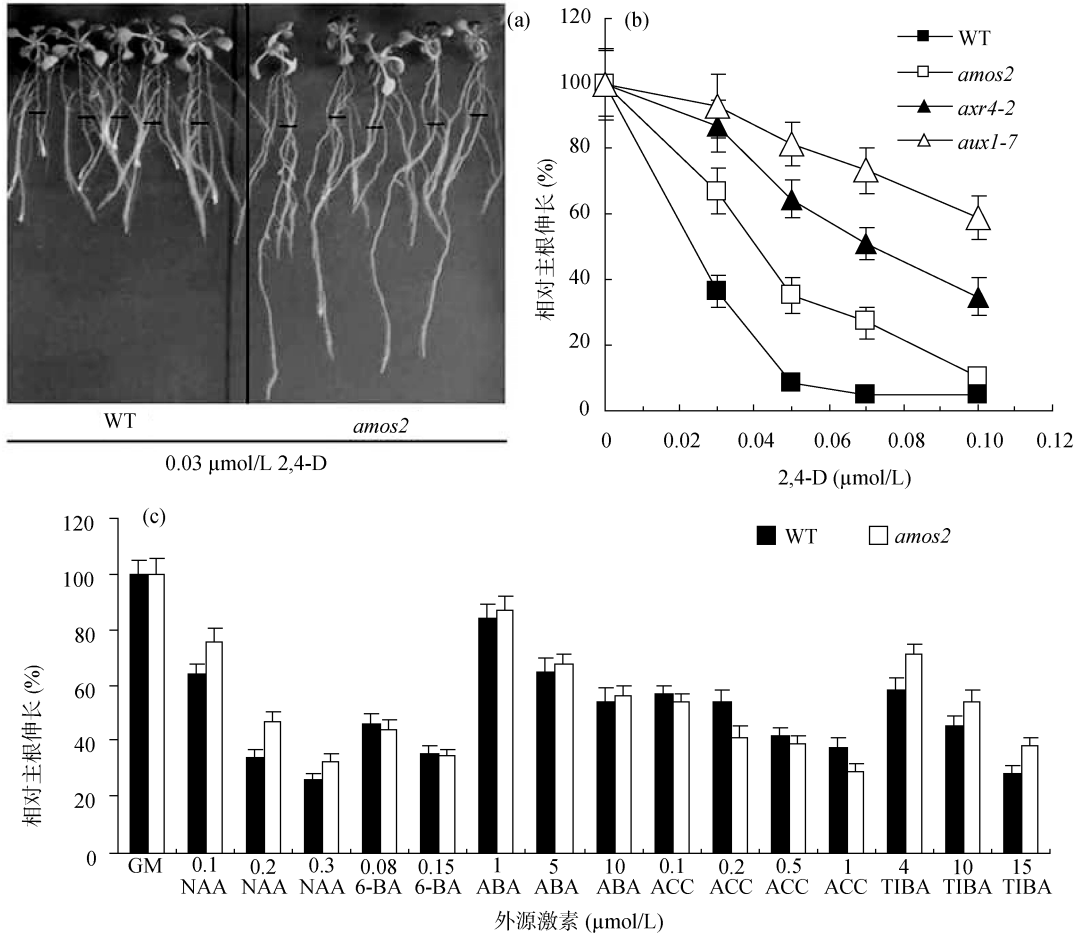 (a)
WT amos2
0.03 µmol/L 2,4-D
(b)
WT
amos2
axr4-2
aux1-7
相对主根伸长 (%)
120
100
80
60
40
20
0
0 0.02 0.04 0.06 0.08 0.10 0.12
2,4-D (µmol/L)
(c)
WT amos2
相对主根伸长 (%)
120
100
80
60
40
20
0
GM 0.1 0.2 0.3 0.08 0.15 1 5 10 0.1 0.2 0.5 1 4 10 15
NAA NAA NAA 6-BA 6-BA ABA ABA ABA ACC ACC ACC ACC TIBA TIBA TIBA
外源激素 (µmol/L)